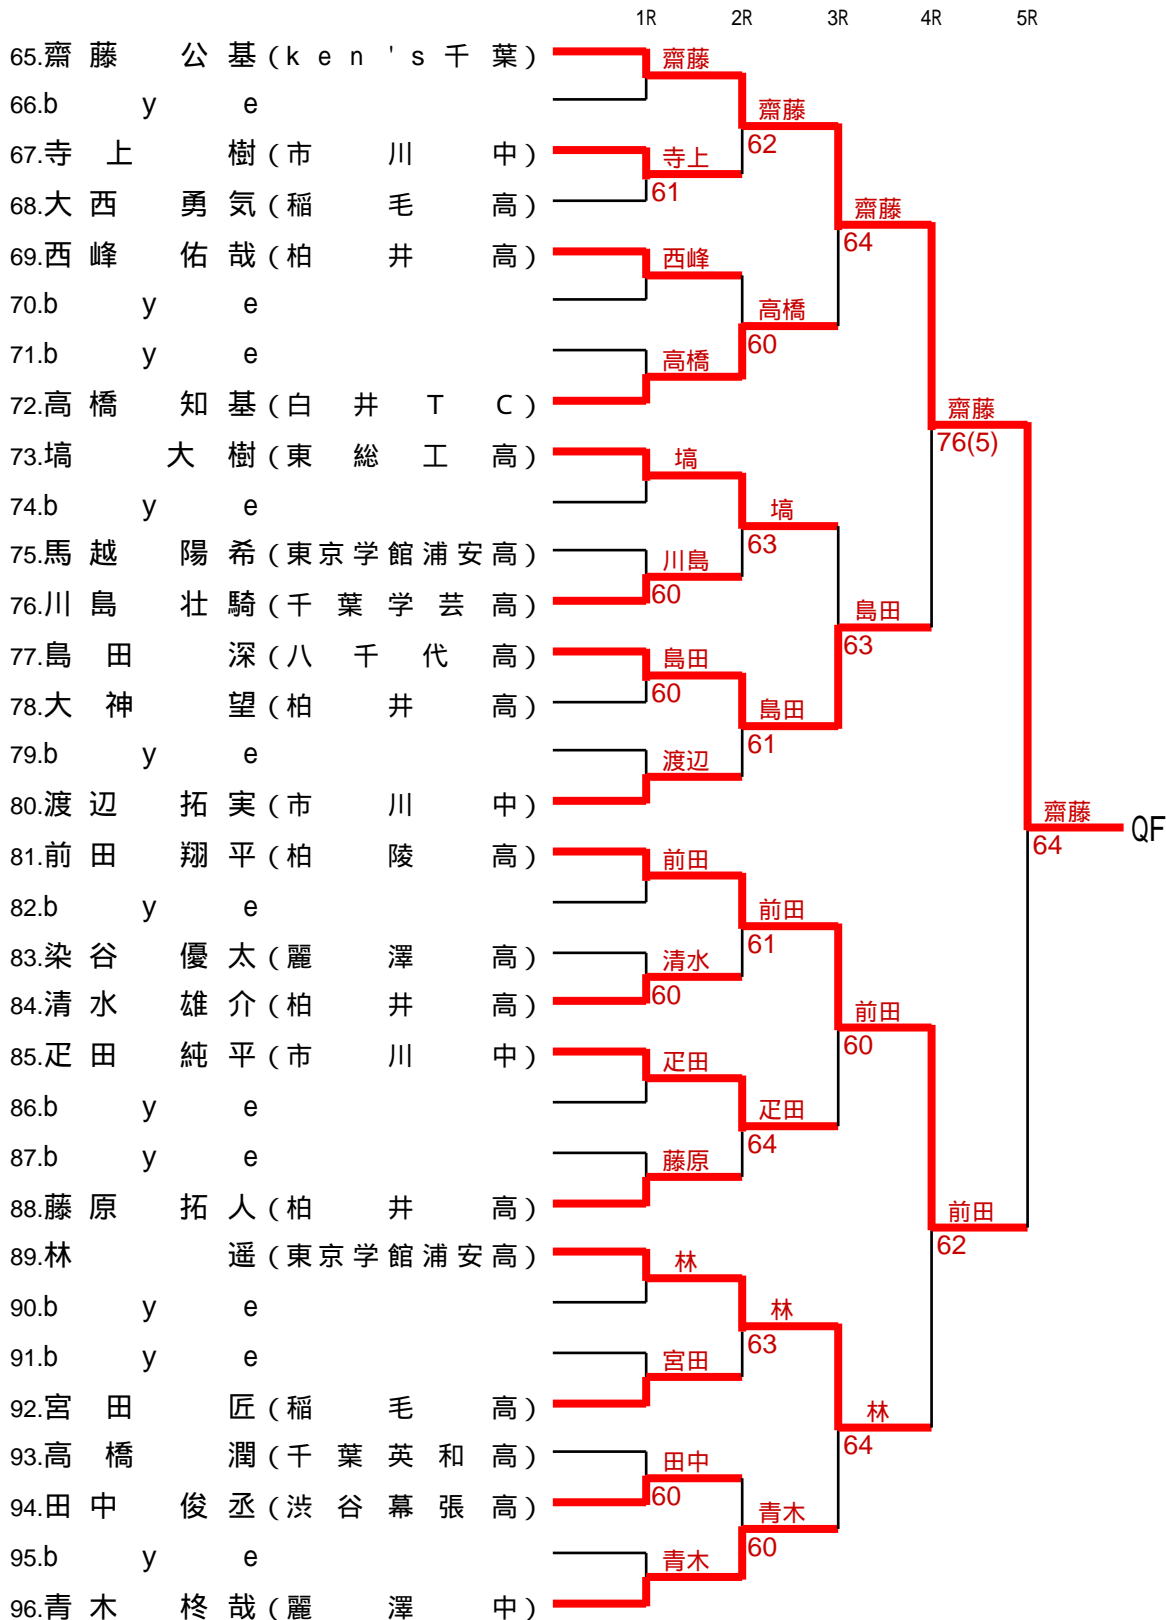 1R 2R 3R 4R 5R
65.齋藤 公基(ken's千葉) 齋藤
66.bye 齋藤
62
67.寺上 樹(市川中) 寺上
61
68.大西 勇気(稲毛高) 齋藤
64
69.西峰 佑哉(柏井高) 西峰
70.bye 高橋
60
71.bye 高橋
72.高橋 知基(白井TC) 齋藤
76(5)
73.塙 大樹(東総工高) 塙
74.bye 塙
63
75.馬越 陽希(東京学館浦安高) 川島
60
76.川島 壮騎(千葉学芸高) 島田
63
77.島田 深(八千代高) 島田
60
78.大神 望(柏井高) 島田
61
79.bye 渡辺
80.渡辺 拓実(市川中) 齋藤 QF
64
81.前田 翔平(柏陵高) 前田
82.bye 前田
61
83.染谷 優太(麗澤高) 清水
60
84.清水 雄介(柏井高) 前田
60
85.疋田 純平(市川中) 疋田
86.bye 疋田
64
87.bye 藤原
88.藤原 拓人(柏井高) 前田
62
89.林 遥(東京学館浦安高) 林
90.bye 林
63
91.bye 宮田
92.宮田 匠(稲毛高) 林
64
93.高橋 潤(千葉英和高) 田中
60
94.田中 俊丞(渋谷幕張高) 青木
60
95.bye 青木
96.青木 柊哉(麗澤中)